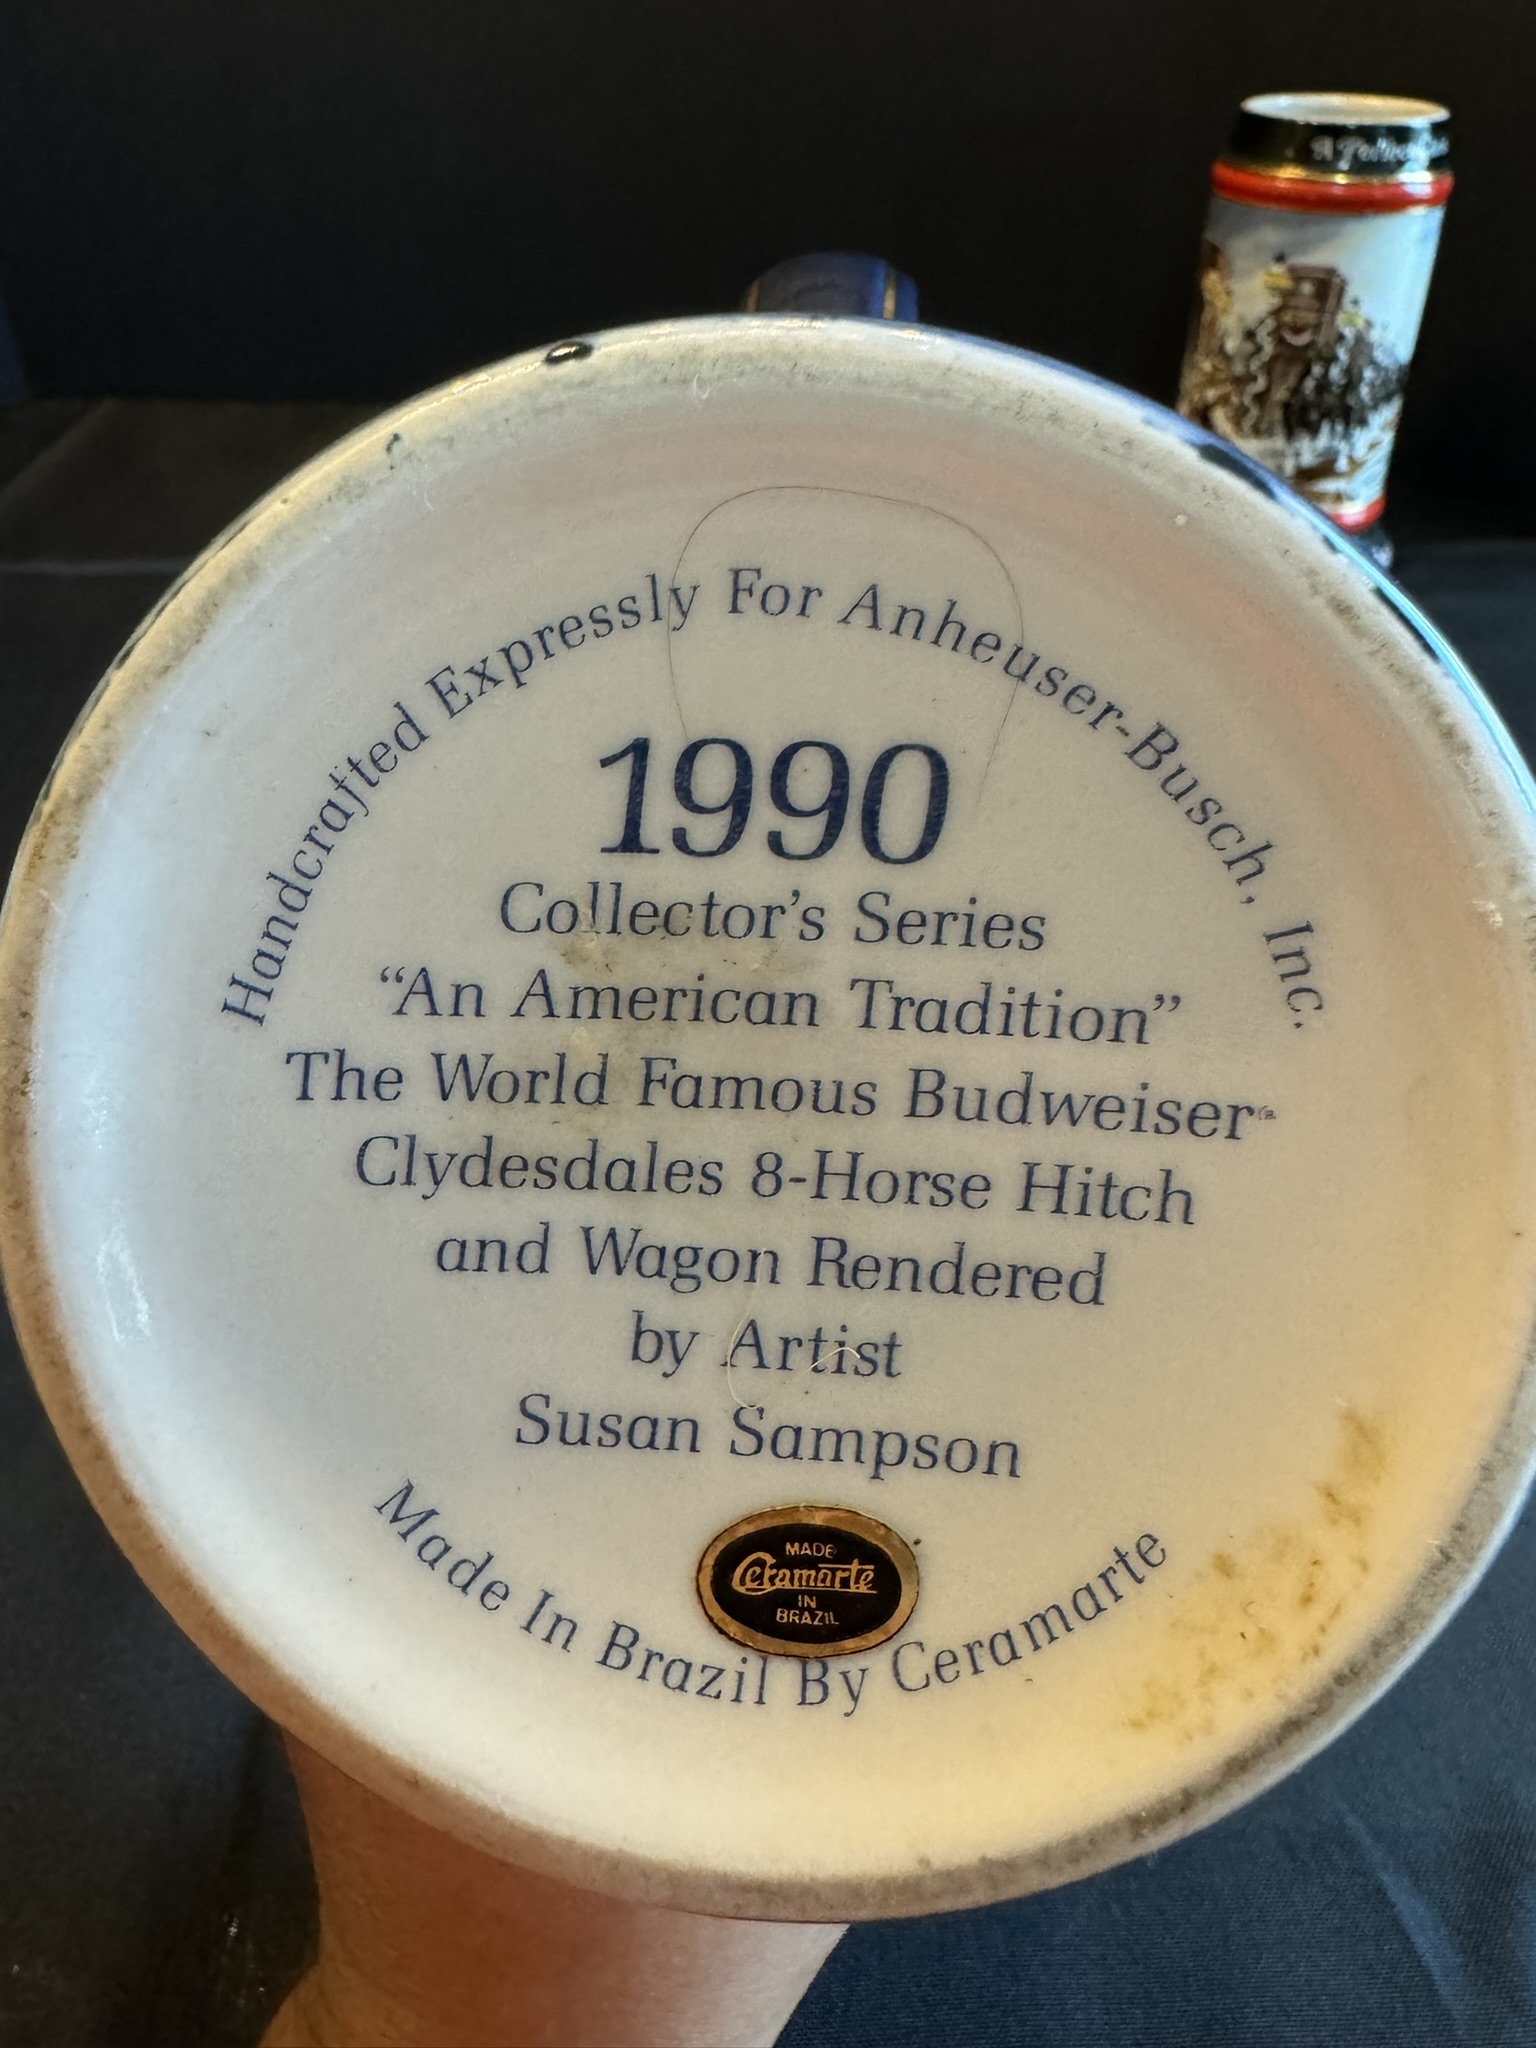 A
Handcrafted Expressly For Anheuser-Busch, Inc.
1990
Collector's Series
“An American Tradition”
The World Famous Budweiser
Clydesdales 8-Horse Hitch
and Wagon Rendered
by Artist
Susan Sampson
MADE
Ceramarte
IN
BRAZIL
Made In Brazil By Ceramarte